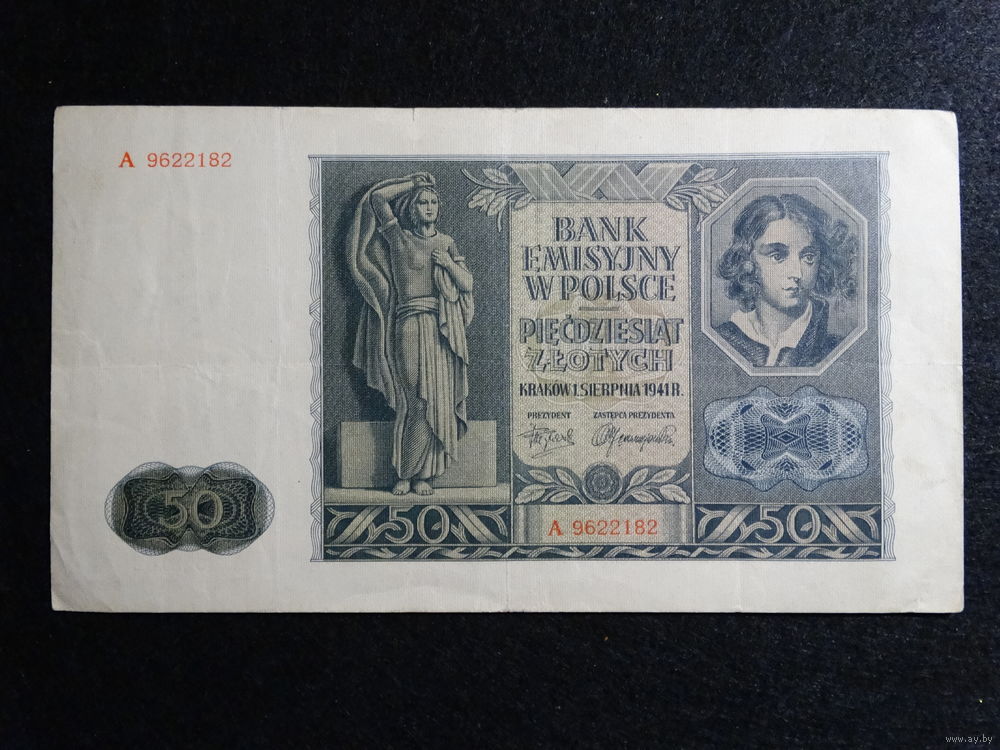 A 9622182
BANK
EMISYJNY
W POLSCE
PIĘĆDZIESIĄT
ZŁOTYCH
KRAKÓW 1. SIERPNIA 1941 R.
PREZYDENT ZASTĘPCA PREZYDENTA
50
50
A 9622182
50
www.ay.by